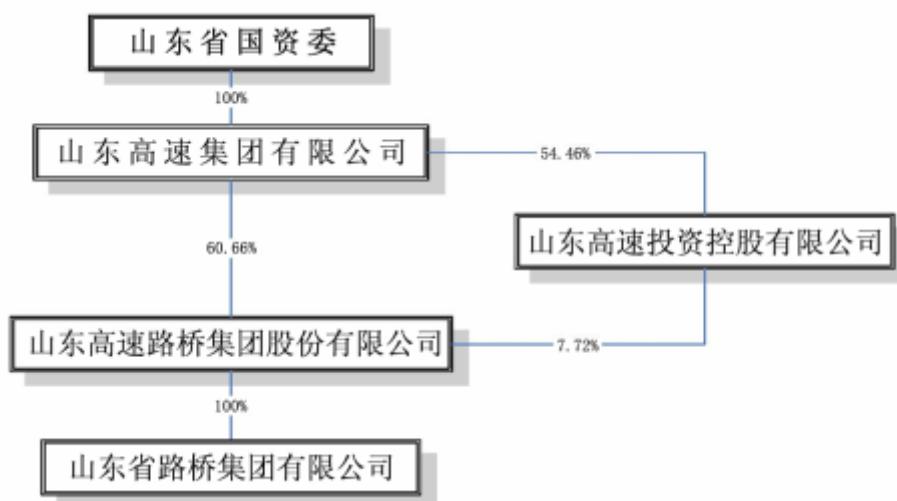 山东省国资委
100%
山东高速集团有限公司
54.46%
山东高速投资控股有限公司
60.66%
山东高速路桥集团股份有限公司
7.72%
100%
山东省路桥集团有限公司